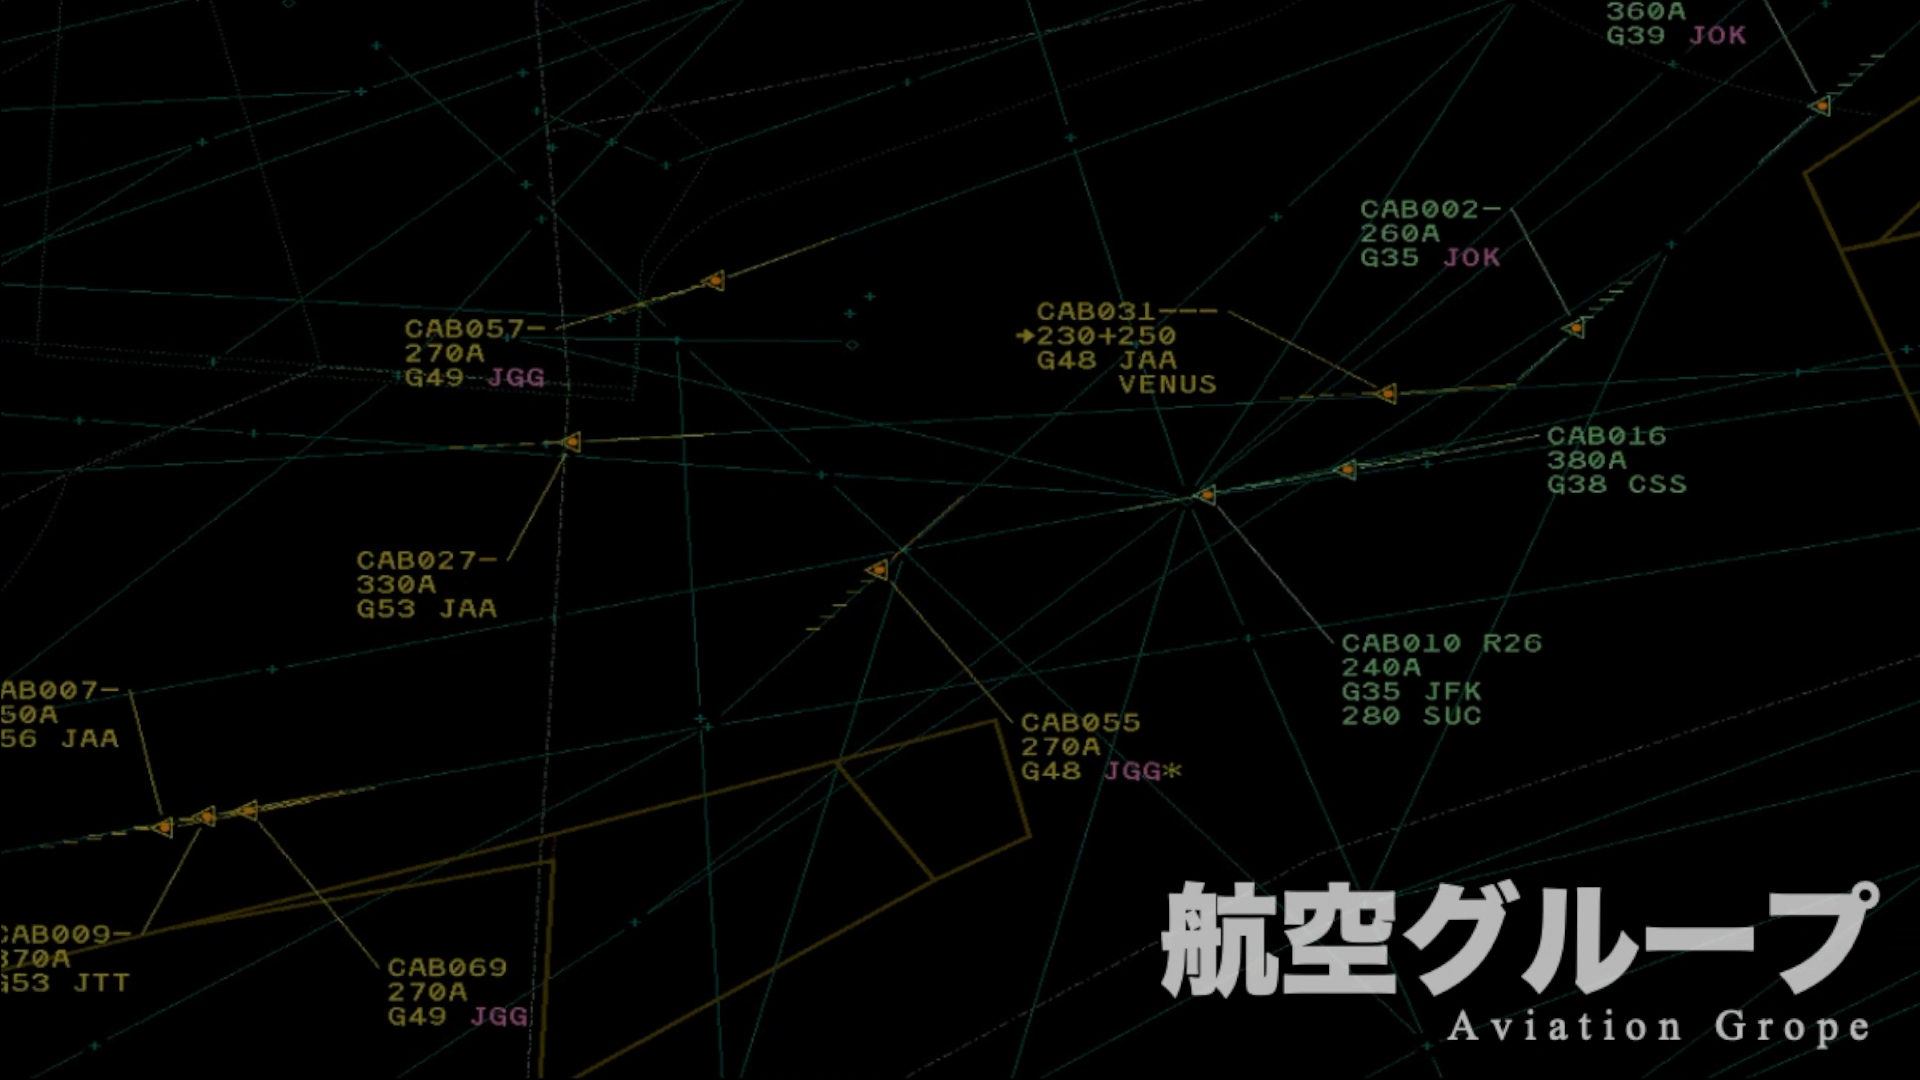 360A
G39 JOK
CAB002-
260A
G35 JOK
CAB031---
→230+250
G48 JAA
VENUS
CAB057-
270A
G49 JGG
CAB016
380A
G38 CSS
CAB027-
330A
G53 JAA
CAB010 R26
240A
G35 JFK
280 SUC
AB007-
50A
56 JAA
CAB055
270A
G48 JGG*
CAB009-
370A
G53 JTT
CAB069
270A
G49 JGG
航空グループ
Aviation Grope